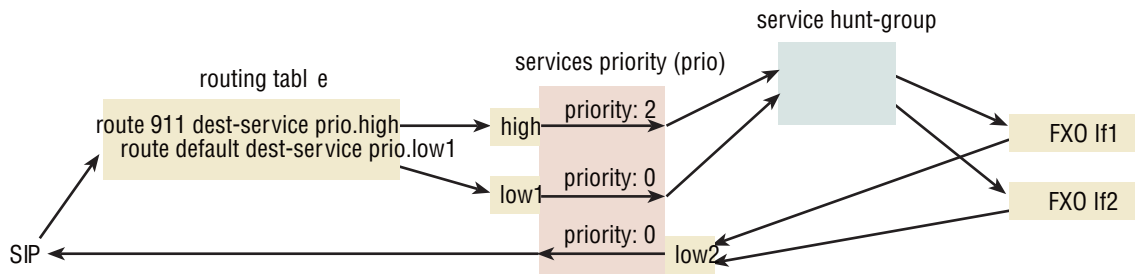 service hunt-group
services priority (prio)
routing tabl e
route 911 dest-service prio.high
route default dest-service prio.low1
high
priority: 2
low1
priority: 0
priority: 0
low2
FXO If1
FXO If2
SIP